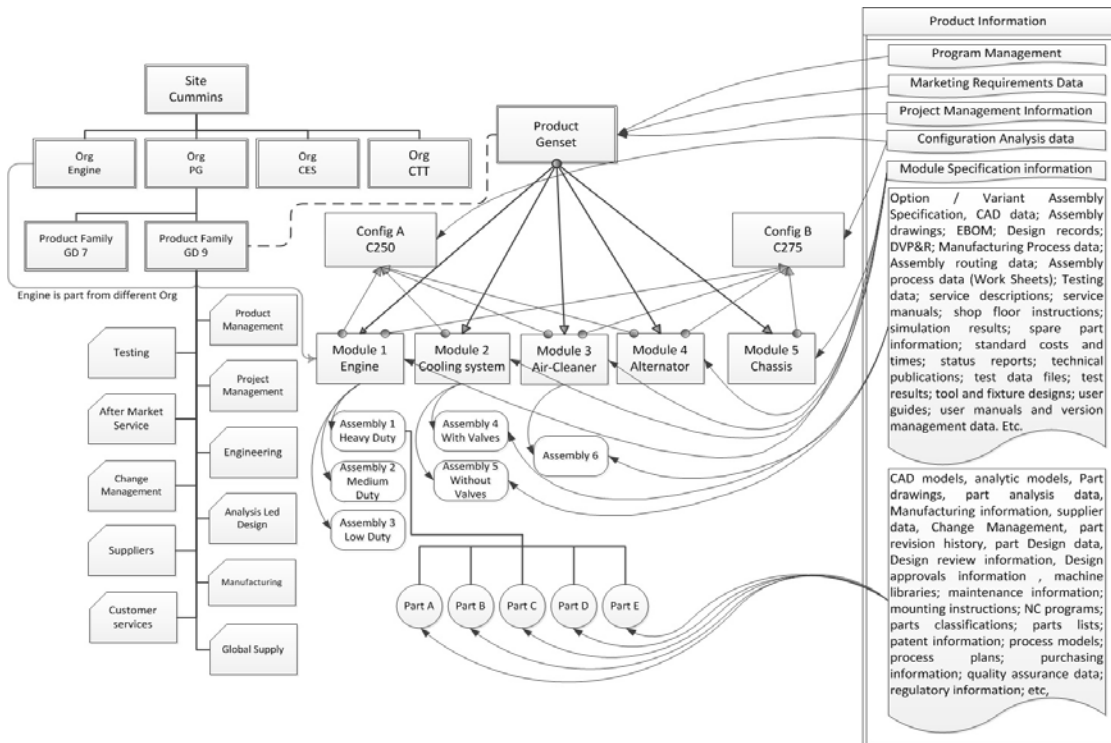 Product Information
Program Management
Marketing Requirements Data
Project Management Information
Configuration Analysis data
Module Specification information
Site
Cummins
Org
Engine
Org
PG
Org
CES
Org
CTT
Product
Genset
Product Family
GD 7
Product Family
GD 9
Config A
C250
Config B
C275
Engine is part from different Org
Product
Management
Testing
Project
Management
After Market
Service
Engineering
Change
Management
Analysis Led
Design
Suppliers
Manufacturing
Customer
services
Global Supply
Module 1
Engine
Module 2
Cooling system
Module 3
Air-Cleaner
Module 4
Alternator
Module 5
Chassis
Assembly 1
Heavy Duty
Assembly 2
Medium
Duty
Assembly 3
Low Duty
Assembly 4
With Valves
Assembly 5
Without
Valves
Assembly 6
Part A
Part B
Part C
Part D
Part E
Option / Variant Assembly
Specification, CAD data; Assembly
drawings; EBOM; Design records;
DVP&R; Manufacturing Process data;
Assembly routing data; Assembly
process data (Work Sheets); Testing
data; service descriptions; service
manuals; shop floor instructions;
simulation results; spare part
information; standard costs and
times; status reports; technical
publications; test data files; test
results; tool and fixture designs; user
guides; user manuals and version
management data. Etc.
CAD models, analytic models, Part
drawings, part analysis data,
Manufacturing information, supplier
data, Change Management, part
revision history, part Design data,
Design review information, Design
approvals information , machine
libraries; maintenance information;
mounting instructions; NC programs;
parts classifications; parts lists;
patent information; process models;
process plans; purchasing
information; quality assurance data;
regulatory information; etc,